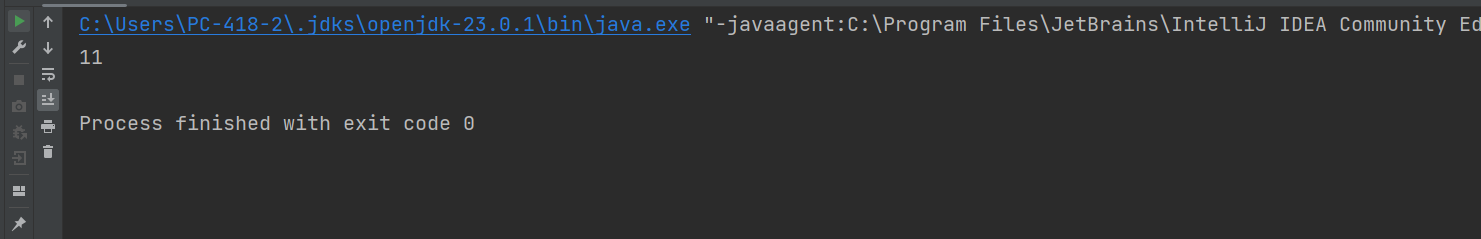 C:\Users\PC-418-2\.jdks\openjdk-23.0.1\bin\java.exe "-javaagent:C:\Program Files\JetBrains\IntelliJ IDEA Community Ed
11
Process finished with exit code 0